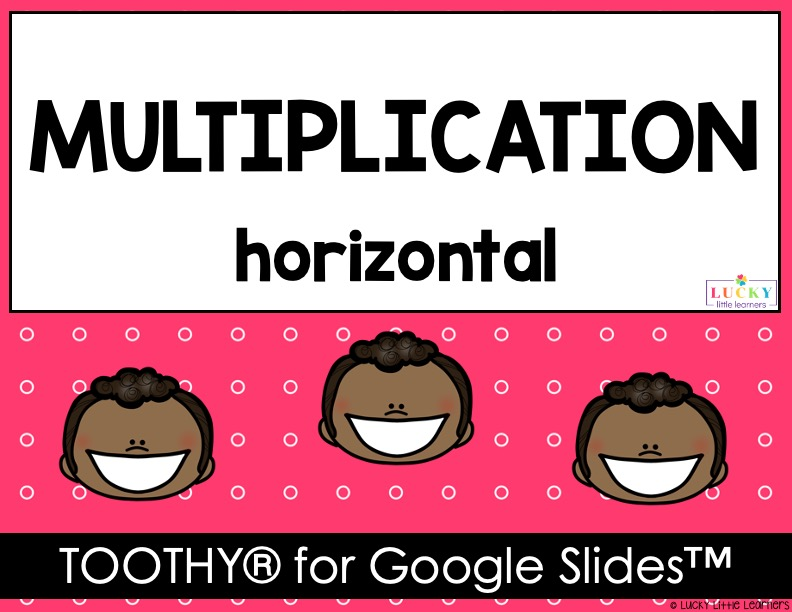 MULTIPLICATION
horizontal
LUCKY
little learners
TOOTHY® for Google Slides™
© LUCKY LITTLE LEARNERS